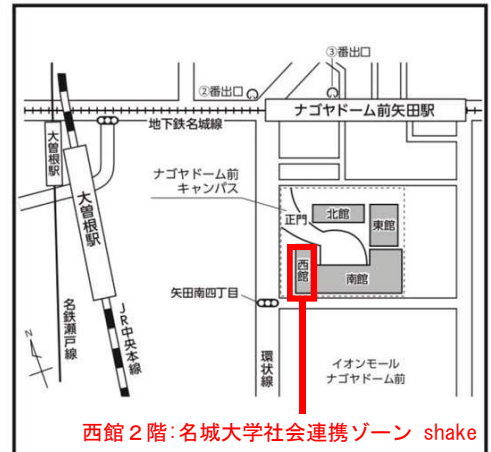 ③番出口
②番出口
ナゴヤドーム前矢田駅
地下鉄名城線
大曽根駅
大曽根駅
ナゴヤドーム前
キャンパス
正門
北館
東館
西館
南館
矢田南四丁目
名鉄瀬戸線
JR中央本線
環状線
イオンモール
ナゴヤドーム前
N
西館2階:名城大学社会連携ゾーン shake